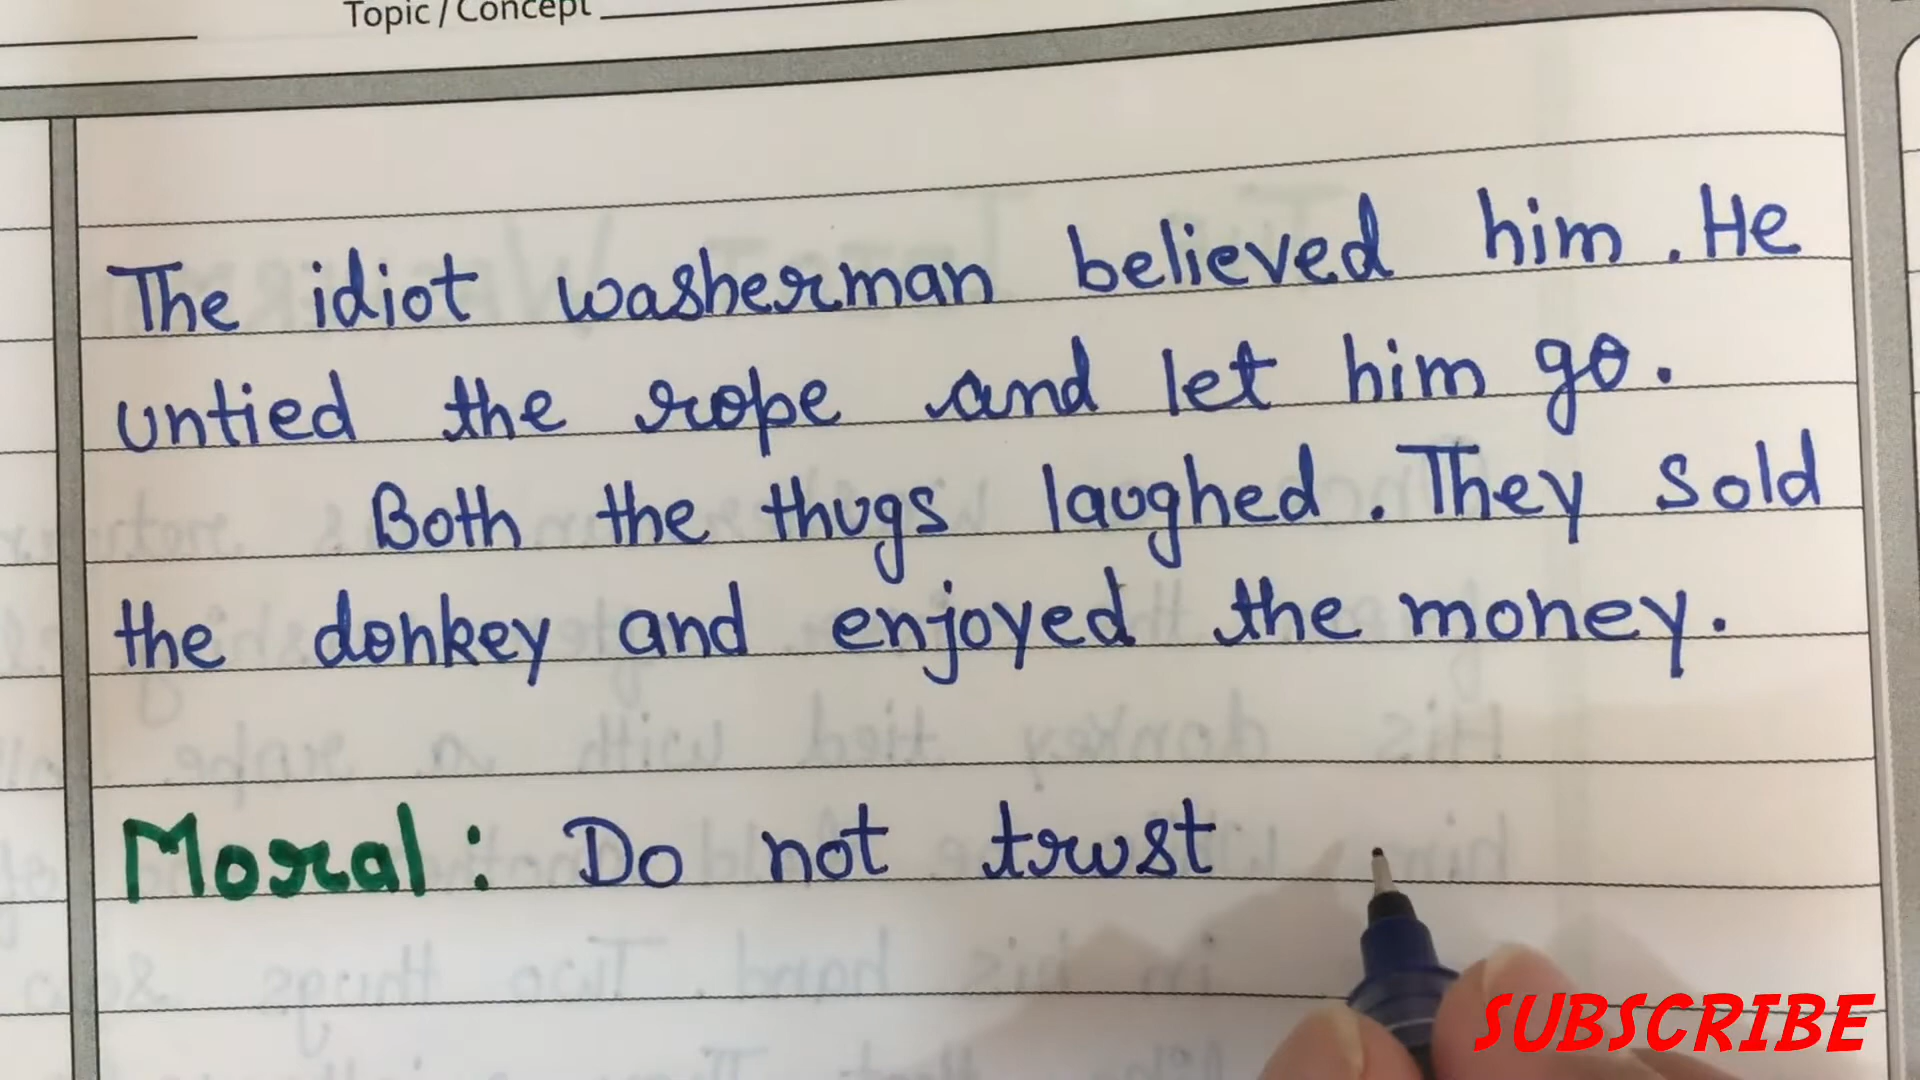 Topic / Concept
The idiot washerman believed him. He
untied the rope and let him go.
Both the thugs laughed. They sold
the donkey and enjoyed the money.
Moral: Do not trust
SUBSCRIBE